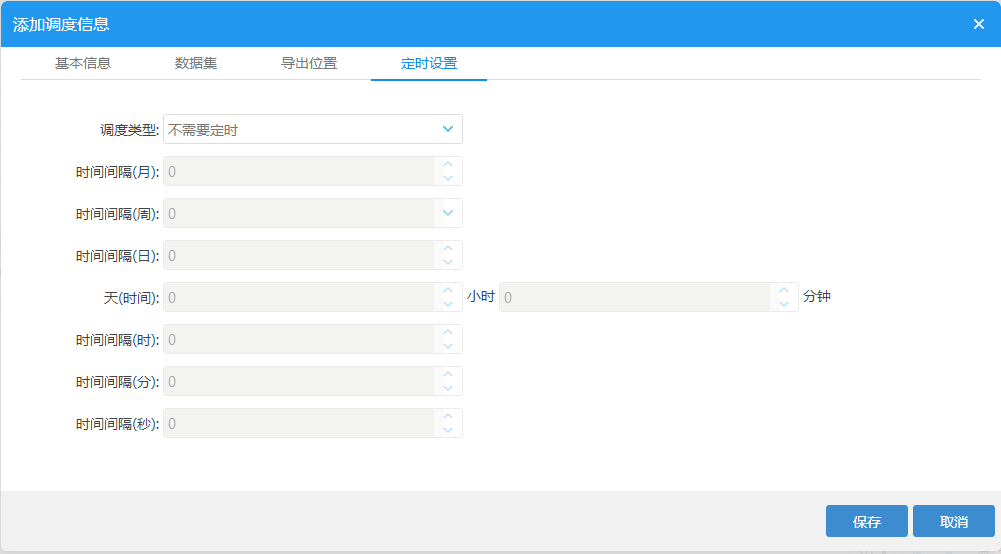 添加调度信息
基本信息 数据集 导出位置 定时设置
调度类型: 不需要定时
时间间隔(月): 0
时间间隔(周): 0
时间间隔(日): 0
天(时间): 0 小时 0 分钟
时间间隔(时): 0
时间间隔(分): 0
时间间隔(秒): 0
保存 取消